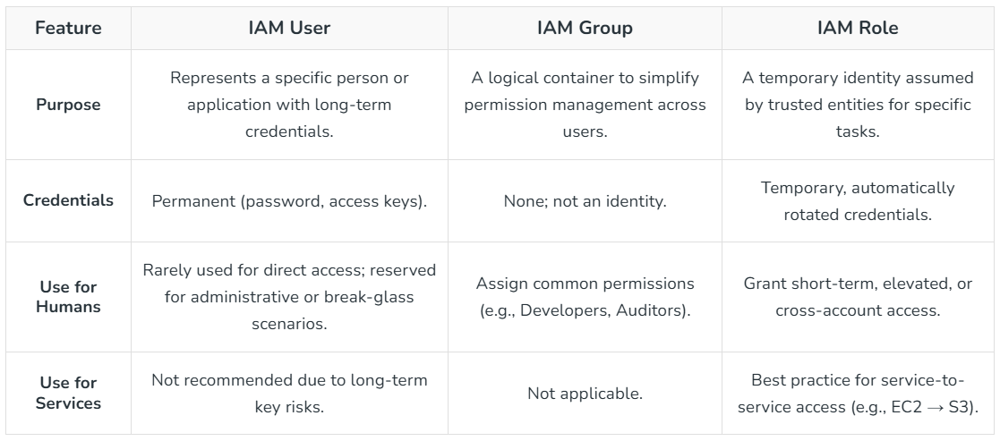 Feature
IAM User
IAM Group
IAM Role
Purpose
Represents a specific person or
application with long-term
credentials.
A logical container to simplify
permission management across
users.
A temporary identity assumed
by trusted entities for specific
tasks.
Credentials
Permanent (password, access keys).
None; not an identity.
Temporary, automatically
rotated credentials.
Use for
Humans
Rarely used for direct access; reserved
for administrative or break-glass
scenarios.
Assign common permissions
(e.g., Developers, Auditors).
Grant short-term, elevated, or
cross-account access.
Use for
Services
Not recommended due to long-term
key risks.
Not applicable.
Best practice for service-to-
service access (e.g., EC2 → S3).